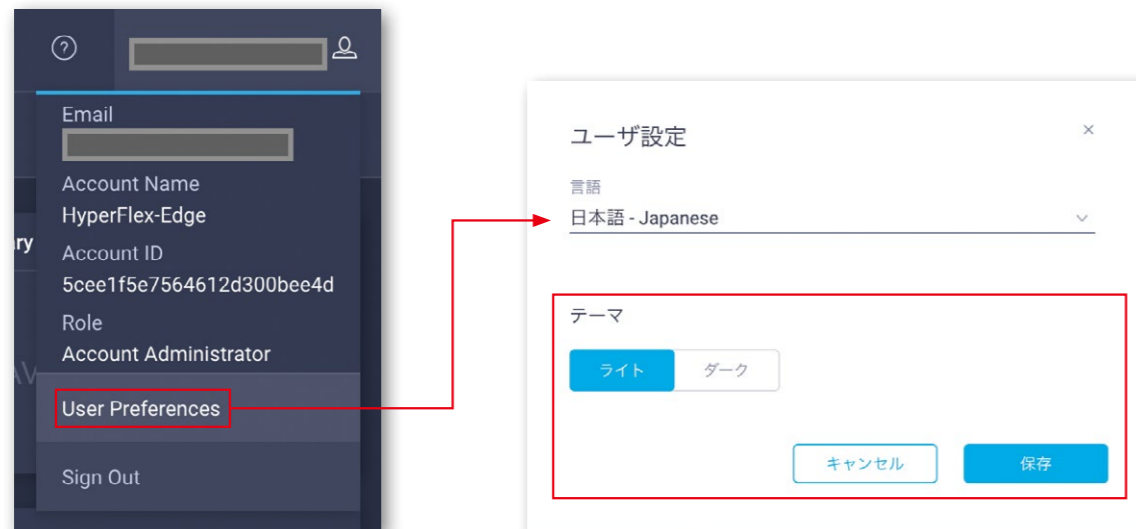 ?
Email
Account Name
HyperFlex-Edge
ry
Account ID
5cee1f5e7564612d300bee4d
Role
Account Administrator
AV
User Preferences
Sign Out
ユーザ設定
×
言語
日本語 - Japanese
テーマ
ライト ダーク
キャンセル 保存